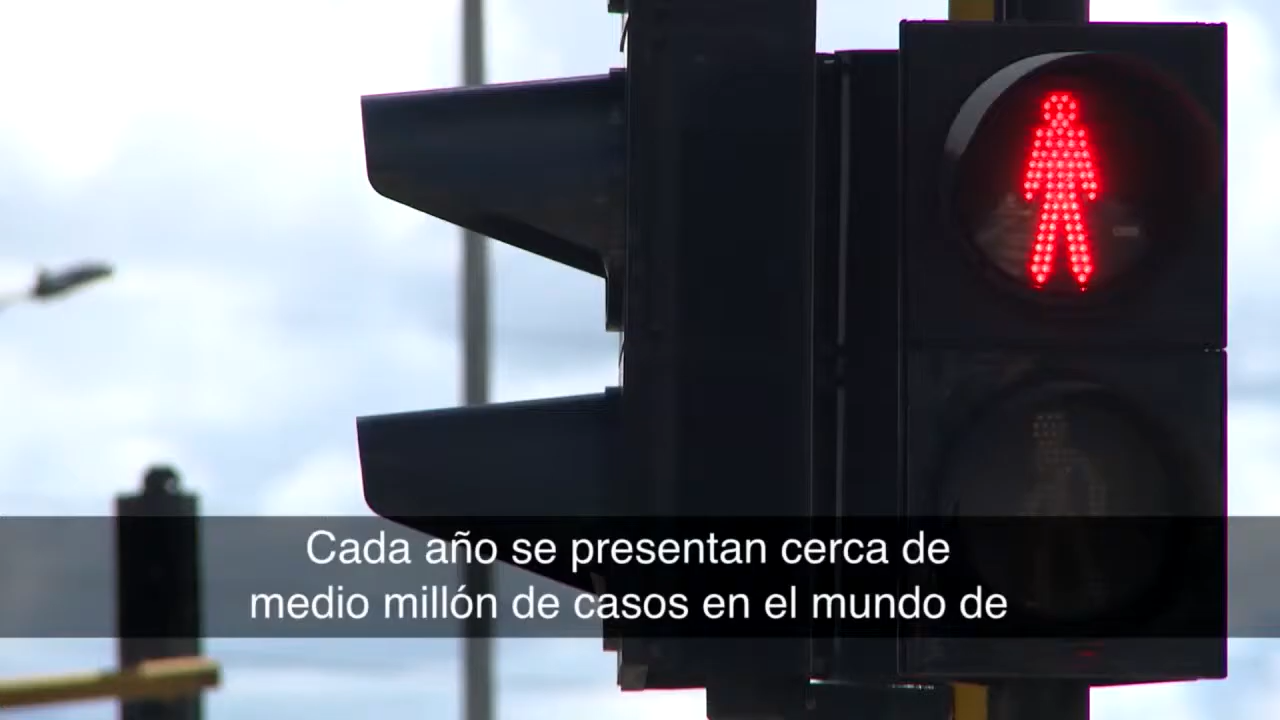 Cada año se presentan cerca de
medio millón de casos en el mundo de